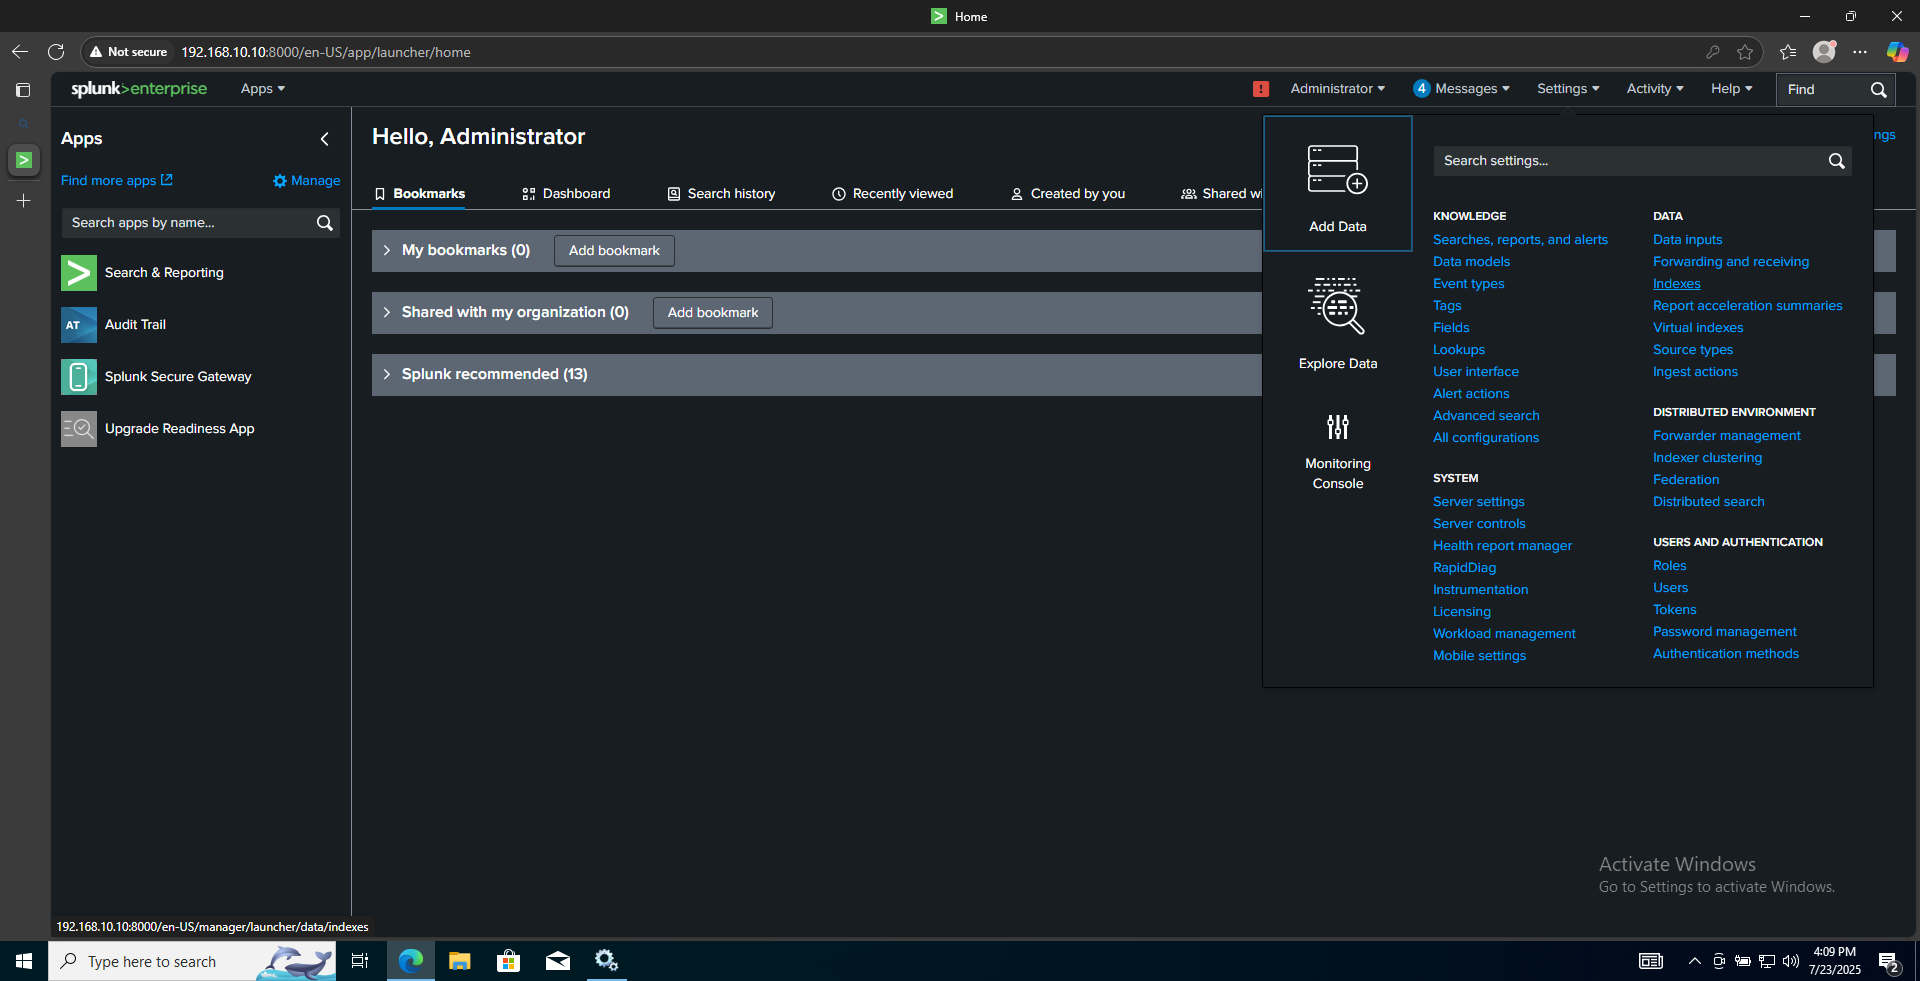 Home
Not secure 192.168.10.10:8000/en-US/app/launcher/home
splunk>enterprise Apps
! Administrator 4 Messages Settings Activity Help Find
Apps
Find more apps Manage
Search apps by name...
Search & Reporting
AT Audit Trail
Splunk Secure Gateway
Upgrade Readiness App
Hello, Administrator
Bookmarks Dashboard Search history Recently viewed Created by you Shared wi
My bookmarks (0) Add bookmark
Shared with my organization (0) Add bookmark
Splunk recommended (13)
ngs
Add Data
Explore Data
Monitoring
Console
Search settings...
KNOWLEDGE
Searches, reports, and alerts
Data models
Event types
Tags
Fields
Lookups
User interface
Alert actions
Advanced search
All configurations
SYSTEM
Server settings
Server controls
Health report manager
RapidDiag
Instrumentation
Licensing
Workload management
Mobile settings
DATA
Data inputs
Forwarding and receiving
Indexes
Report acceleration summaries
Virtual indexes
Source types
Ingest actions
DISTRIBUTED ENVIRONMENT
Forwarder management
Indexer clustering
Federation
Distributed search
USERS AND AUTHENTICATION
Roles
Users
Tokens
Password management
Authentication methods
Activate Windows
Go to Settings to activate Windows.
192.168.10.10:8000/en-US/manager/launcher/data/indexes
Type here to search
4:09 PM
7/23/2025
2